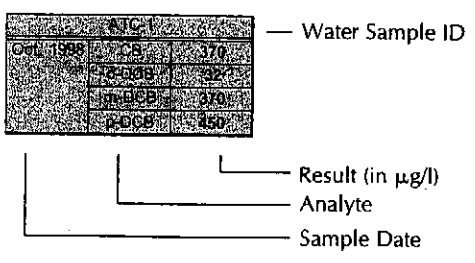 ATC-1
Water Sample ID
Oct. 1998 CB 370
o-DCB 32
m-DCB 370
p-DCB 450
Result (in µg/l)
Analyte
Sample Date